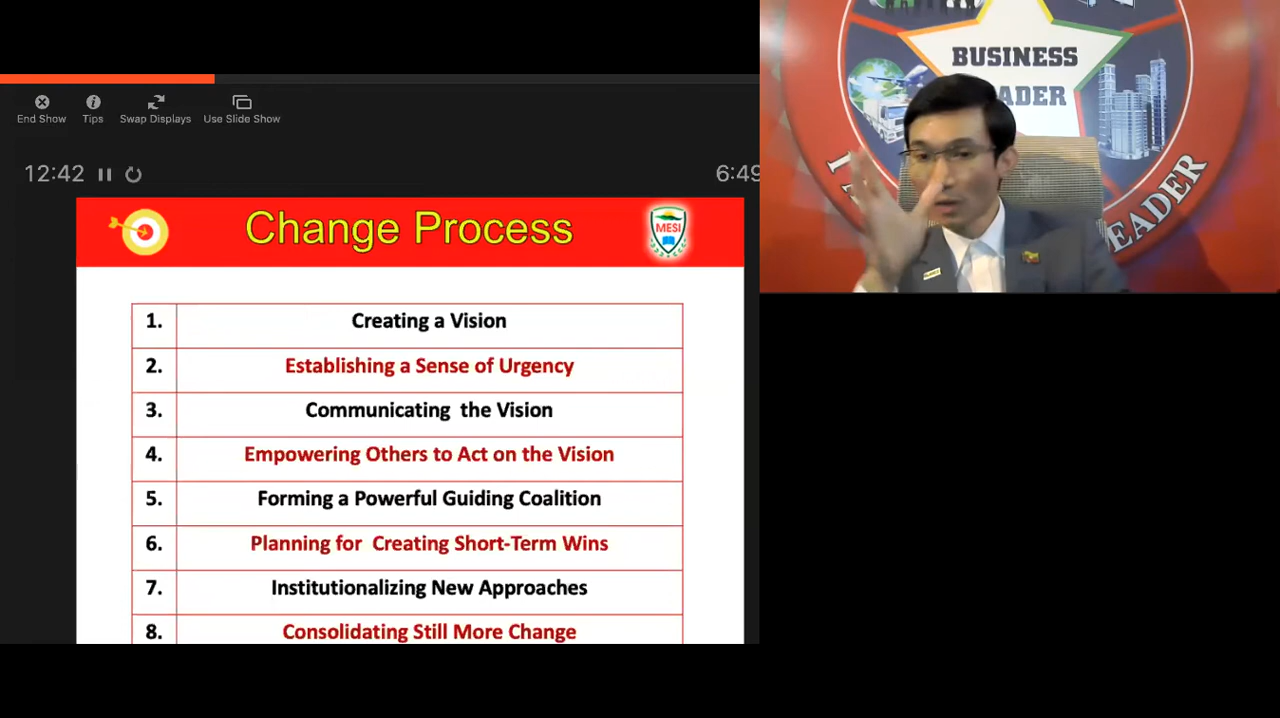 End Show
Tips
Swap Displays
Use Slide Show
12:42
6:49
Change Process
MESI
1. Creating a Vision
2. Establishing a Sense of Urgency
3. Communicating the Vision
4. Empowering Others to Act on the Vision
5. Forming a Powerful Guiding Coalition
6. Planning for Creating Short-Term Wins
7. Institutionalizing New Approaches
8. Consolidating Still More Change
BUSINESS
EADER